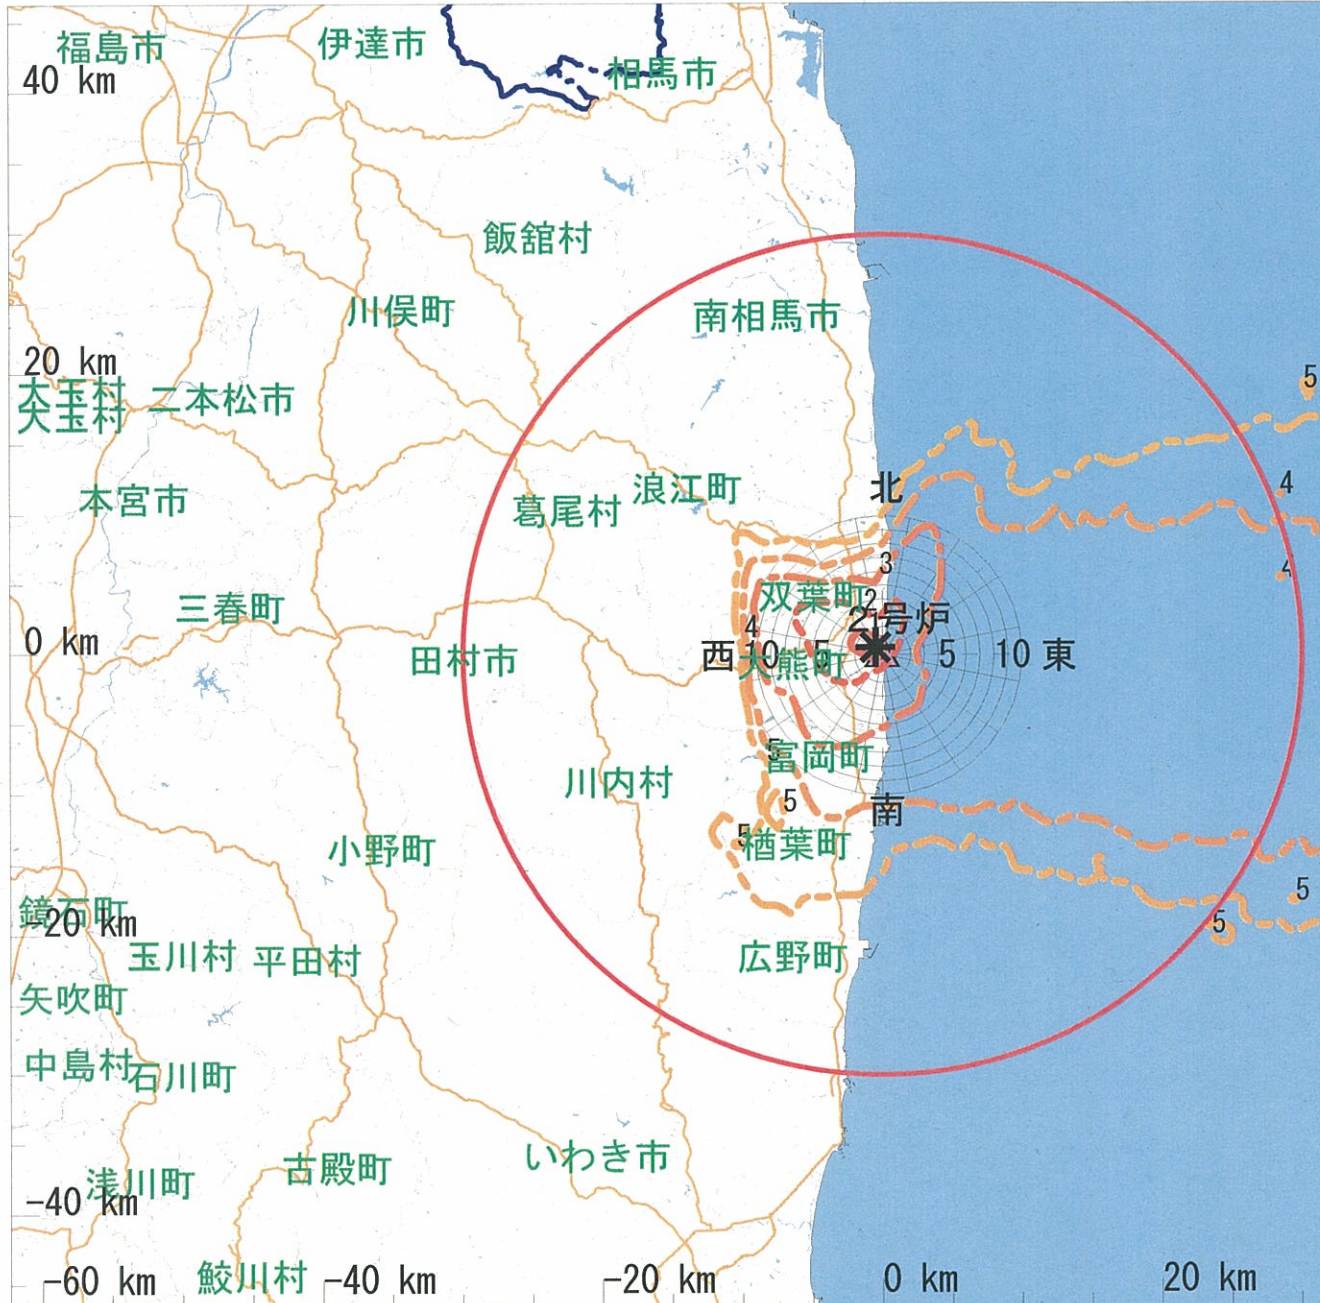 福島市
伊達市
相馬市
40 km
飯舘村
川俣町
南相馬市
20 km
5
大玉村
二本松市
大玉村
本宮市
葛尾村
浪江町
北
4
3
4
三春町
双葉町
2
2号炉
4
0 km
田村市
西
10
5
大熊町
5
10
東
5
富岡町
川内村
5
南
5
楢葉町
小野町
鏡石町
-20 km
5
5
玉川村
平田村
広野町
矢吹町
中島村
石川町
いわき市
古殿町
浅川町
-40 km
-60 km
鮫川村
-40 km
-20 km
0 km
20 km